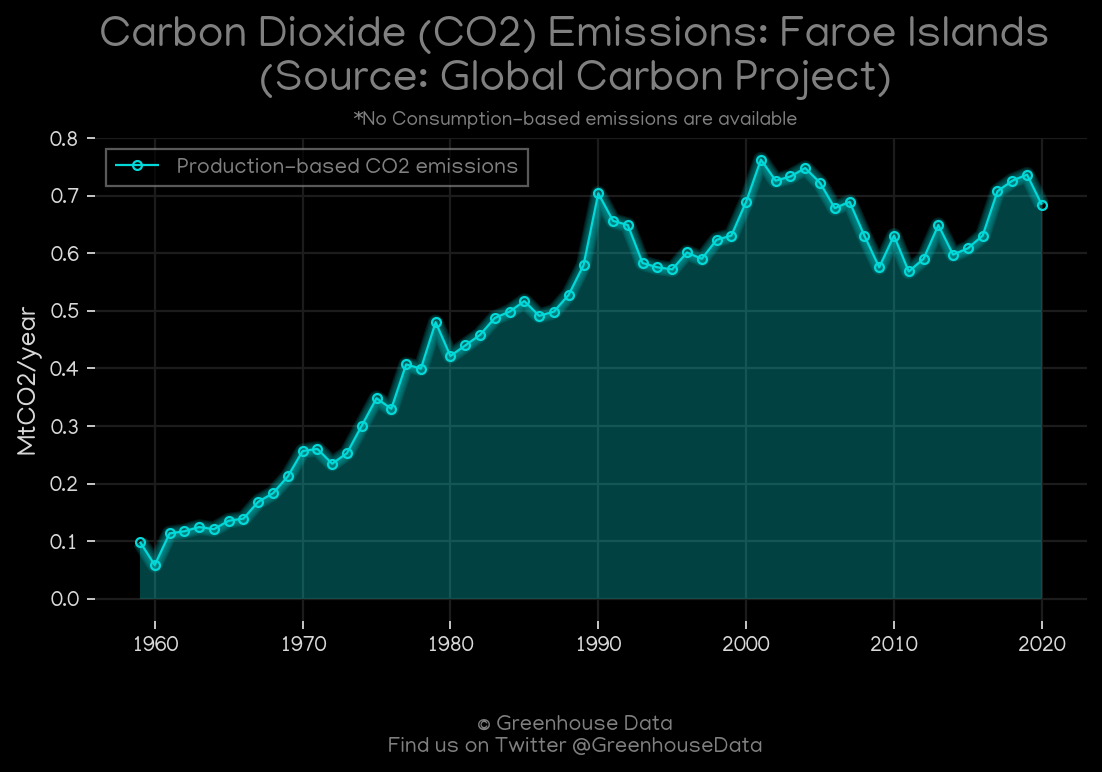 Carbon Dioxide (CO2) Emissions: Faroe Islands
(Source: Global Carbon Project)
*No Consumption-based emissions are available
Production-based CO2 emissions
MtCO2/year
0.8
0.7
0.6
0.5
0.4
0.3
0.2
0.1
0.0
1960 1970 1980 1990 2000 2010 2020
© Greenhouse Data
Find us on Twitter @GreenhouseData